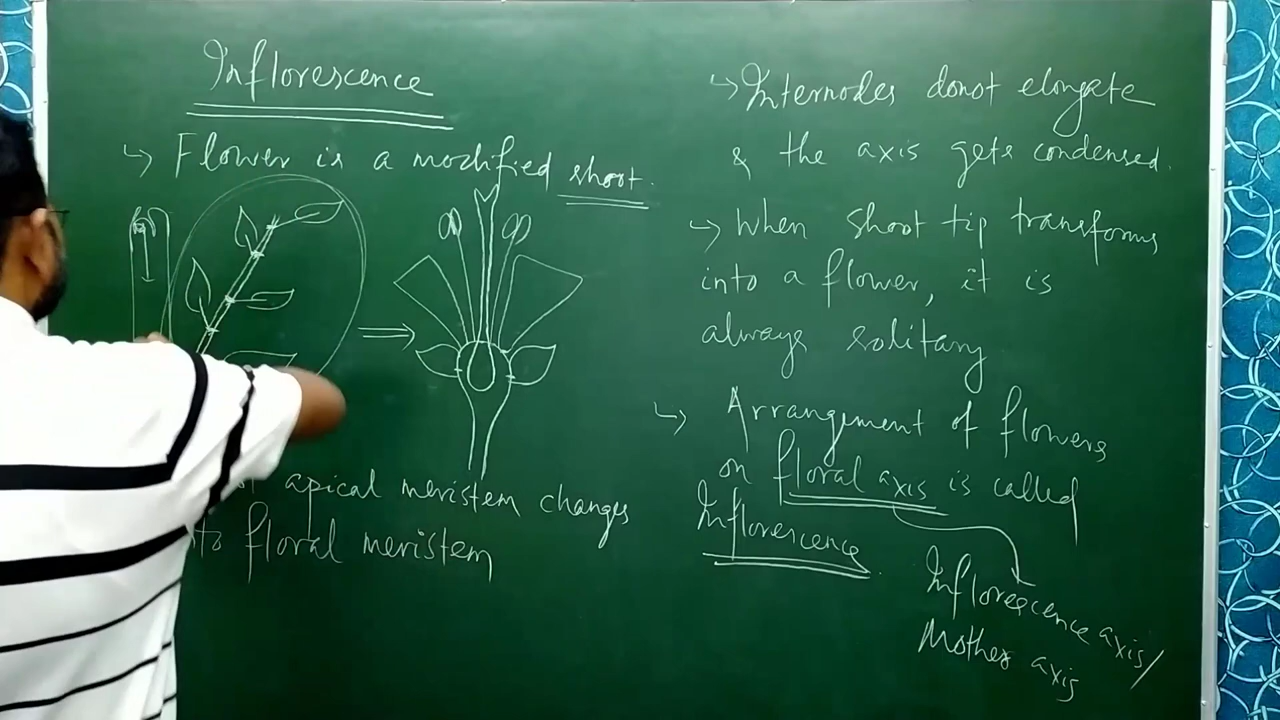 Inflorescence
↳ Flower is a modified shoot.
apical meristem changes
to floral meristem
→ Internodes donot elongate
& the axis gets condensed.
→ When shoot tip transforms
into a flower, it is
always solitary
↳ Arrangement of flowers
on floral axis is called
Inflorescence
Inflorescence axis/
Mother axis